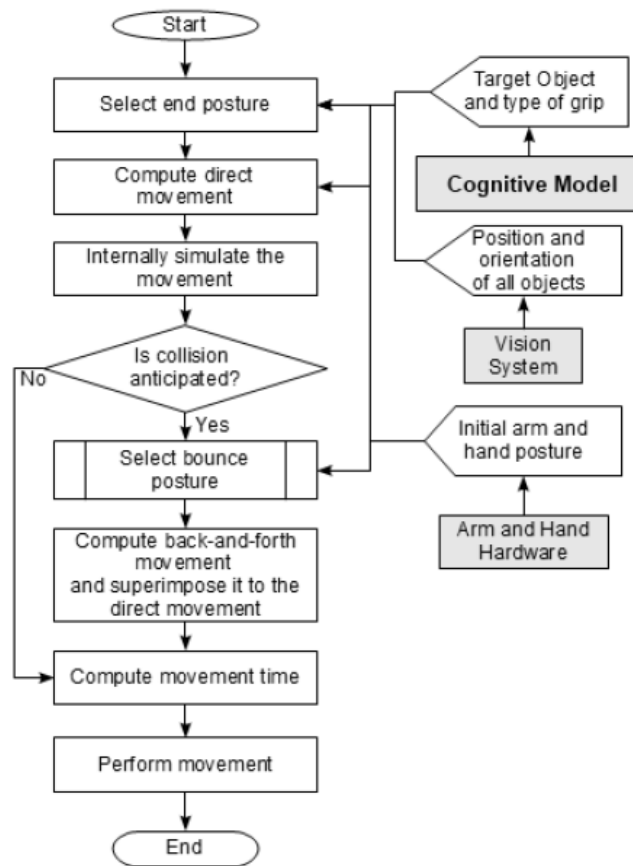 Start
Select end posture
Compute direct
movement
Internally simulate the
movement
Is collision
anticipated?
No
Yes
Select bounce
posture
Compute back-and-forth
movement
and superimpose it to the
direct movement
Compute movement time
Perform movement
End
Target Object
and type of grip
Cognitive Model
Position and
orientation
of all objects
Vision
System
Initial arm and
hand posture
Arm and Hand
Hardware